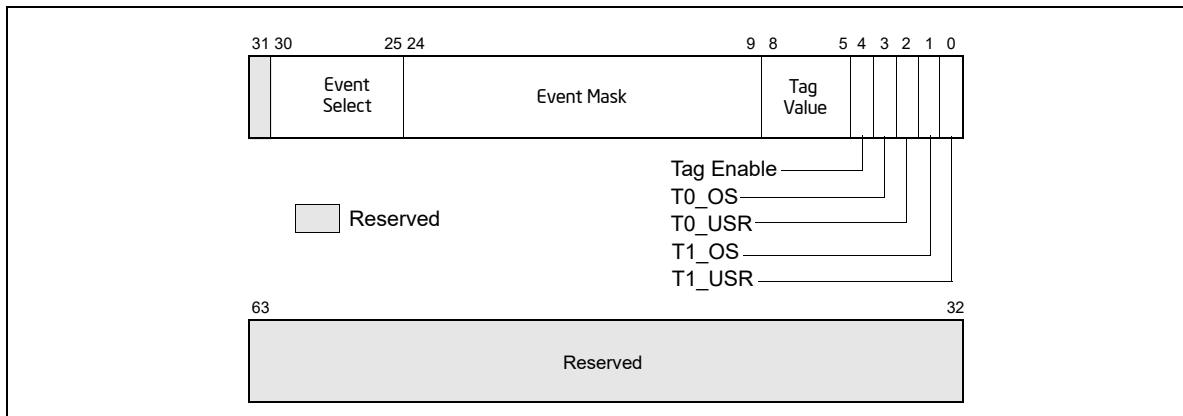 31 30 25 24 9 8 5 4 3 2 1 0
Event
Select
Event Mask
Tag
Value
Tag Enable
T0_OS
Reserved
T0_USR
T1_OS
T1_USR
63 32
Reserved